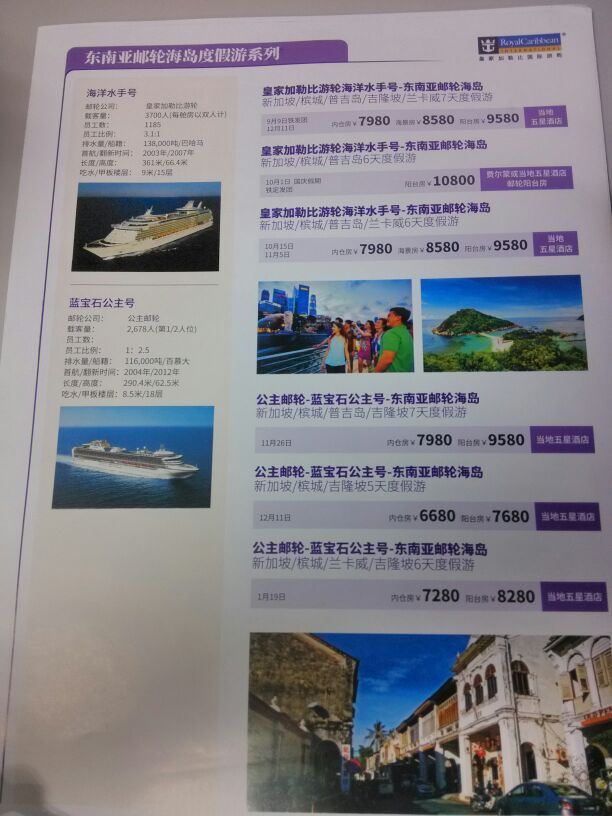 东南亚邮轮海岛度假游系列
RoyalCaribbean
INTERNATIONAL
皇家加勒比国际游轮
海洋水手号
邮轮公司： 皇家加勒比游轮
载客量： 3700人(每舱房以双人计)
员工数： 1185
员工比例： 3.1:1
排水量/船籍： 138,000吨/巴哈马
首航/翻新时间： 2003年/2007年
长度/高度： 361米/66.4米
吃水/甲板楼层： 9米/15层
蓝宝石公主号
邮轮公司： 公主邮轮
载客量： 2,678人(第1/2人位)
员工数：
员工比例： 1：2.5
排水量/船籍： 116,000吨/百慕大
首航/翻新时间：2004年/2012年
长度/高度： 290.4米/62.5米
吃水/甲板楼层：8.5米/18层
皇家加勒比游轮海洋水手号-东南亚邮轮海岛
新加坡/槟城/普吉岛/吉隆坡/兰卡威7天度假游
9月9日铁发团
12月11日
内仓房¥7980 海景房¥8580 阳台房¥9580
当地
五星酒店
皇家加勒比游轮海洋水手号-东南亚邮轮海岛
新加坡/槟城/普吉岛6天度假游
10月1日 国庆假期
铁定发团
阳台房¥10800
费尔蒙或当地五星酒店
邮轮阳台房
皇家加勒比游轮海洋水手号-东南亚邮轮海岛
新加坡/槟城/普吉岛/兰卡威6天度假游
10月15日
11月5日
内仓房¥7980 海景房¥8580 阳台房¥9580
当地
五星酒店
公主邮轮-蓝宝石公主号-东南亚邮轮海岛
新加坡/槟城/普吉岛/吉隆坡7天度假游
11月26日 内仓房¥7980 阳台房¥9580 当地五星酒店
公主邮轮-蓝宝石公主号-东南亚邮轮海岛
新加坡/槟城/吉隆坡5天度假游
12月11日 内仓房¥6680 阳台房¥7680 当地五星酒店
公主邮轮-蓝宝石公主号-东南亚邮轮海岛
新加坡/槟城/兰卡威/吉隆坡6天度假游
1月19日 内仓房¥7280 阳台房¥8280 当地五星酒店